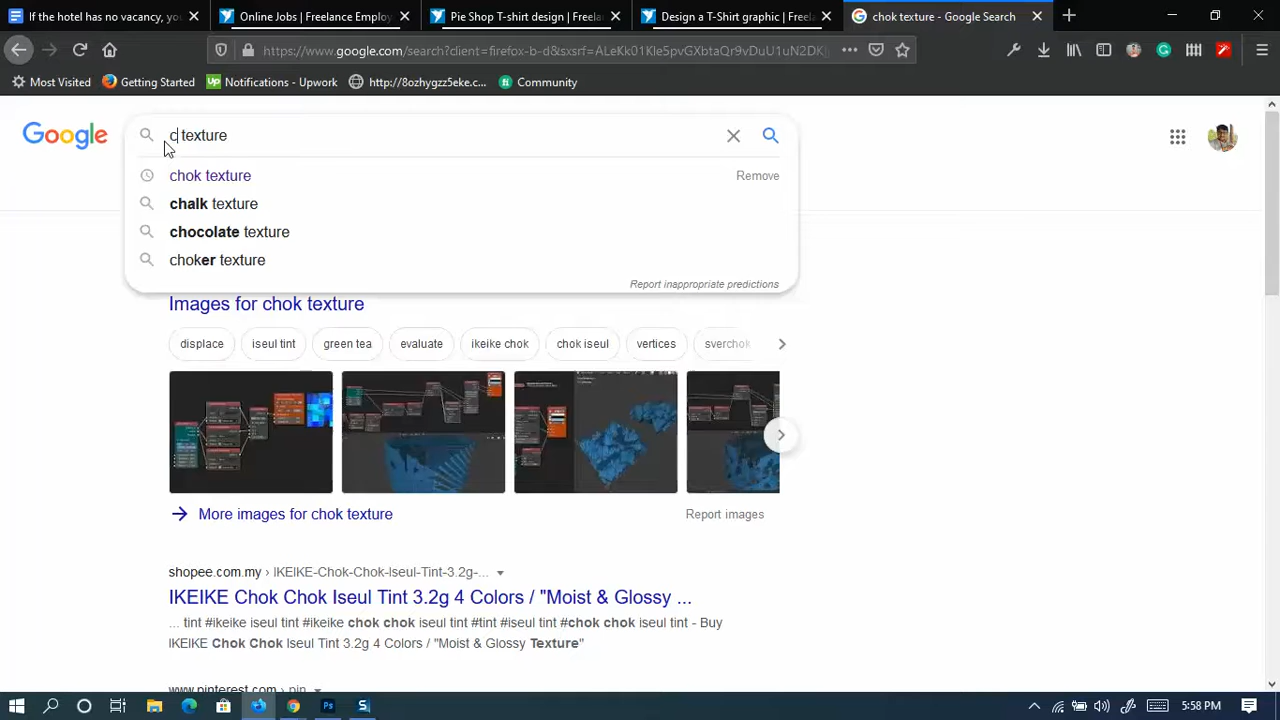 If the hotel has no vacancy, you
Online Jobs | Freelance Employ
Pie Shop T-shirt design | Freelan
Design a T-Shirt graphic | Freela
chok texture - Google Search
https://www.google.com/search?client=firefox-b-d&sxsrf=ALeKk01Kle5pvGXbtaQr9vDuU1uN2DK
Most Visited
Getting Started
Notifications - Upwork
http://8ozhygzz5eke.c...
Community
Google
c texture
chok texture
Remove
chalk texture
chocolate texture
choker texture
Report inappropriate predictions
Images for chok texture
displace
iseul tint
green tea
evaluate
ikeike chok
chok iseul
vertices
sverchok
More images for chok texture
Report images
shopee.com.my › IKEIKE-Chok-Chok-Iseul-Tint-3.2g-...
IKEIKE Chok Chok Iseul Tint 3.2g 4 Colors / "Moist & Glossy ...
... tint #ikeike iseul tint #ikeike chok chok iseul tint #tint #iseul tint #chok chok iseul tint - Buy
IKEIKE Chok Chok Iseul Tint 3.2g 4 Colors / "Moist & Glossy Texture"
www.pinterest.com › pin
5:58 PM